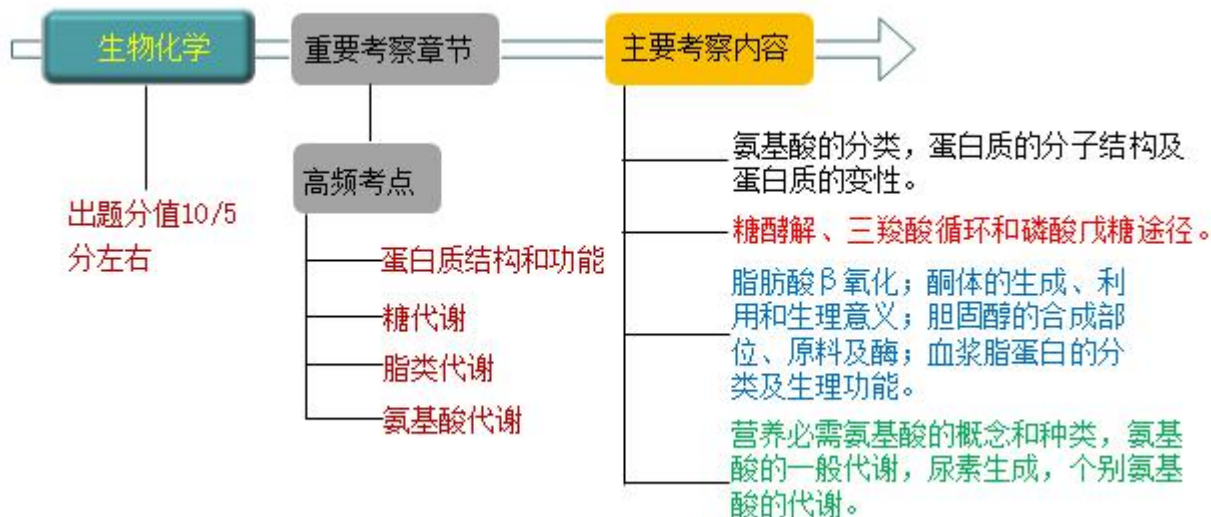 生物化学
重要考察章节
主要考察内容
出题分值10/5
分左右
高频考点
蛋白质结构和功能
糖代谢
脂类代谢
氨基酸代谢
氨基酸的分类，蛋白质的分子结构及
蛋白质的变性。
糖酵解、三羧酸循环和磷酸戊糖途径。
脂肪酸β氧化；酮体的生成、利
用和生理意义；胆固醇的合成部
位、原料及酶；血浆脂蛋白的分
类及生理功能。
营养必需氨基酸的概念和种类，氨基
酸的一般代谢，尿素生成，个别氨基
酸的代谢。